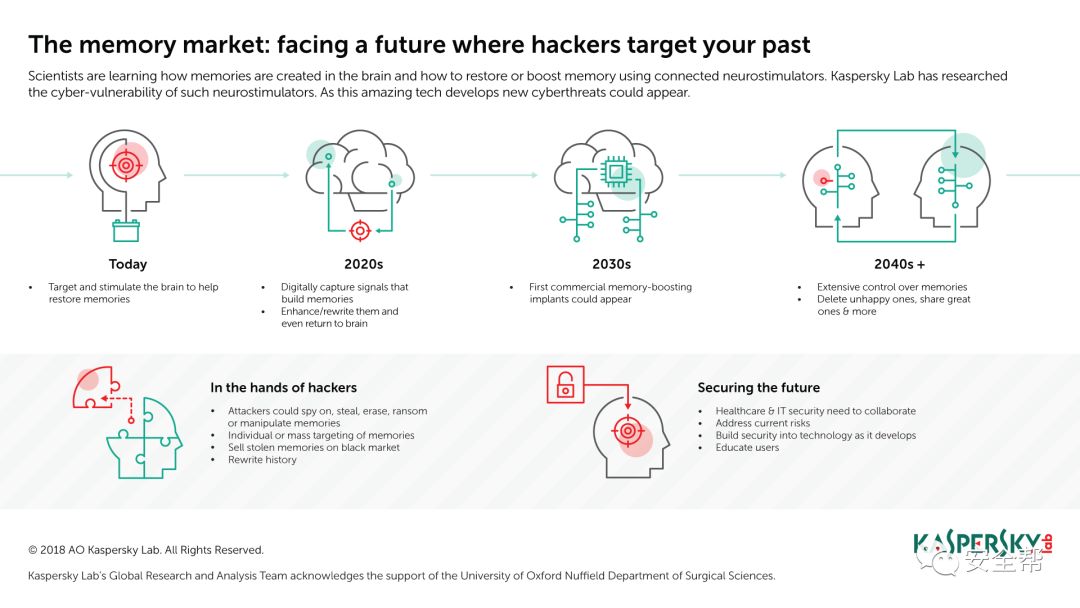 The memory market: facing a future where hackers target your past
Scientists are learning how memories are created in the brain and how to restore or boost memory using connected neurostimulators. Kaspersky Lab has researched
the cyber-vulnerability of such neurostimulators. As this amazing tech develops new cyberthreats could appear.
Today
• Target and stimulate the brain to help
restore memories
2020s
• Digitally capture signals that
build memories
• Enhance/rewrite them and
even return to brain
2030s
• First commercial memory-boosting
implants could appear
2040s +
• Extensive control over memories
• Delete unhappy ones, share great
ones & more
In the hands of hackers
• Attackers could spy on, steal, erase, ransom
or manipulate memories
• Individual or mass targeting of memories
• Sell stolen memories on black market
• Rewrite history
Securing the future
• Healthcare & IT security need to collaborate
• Address current risks
• Build security into technology as it develops
• Educate users
© 2018 AO Kaspersky Lab. All Rights Reserved.
KASPERSKY lab
安全帮
Kaspersky Lab's Global Research and Analysis Team acknowledges the support of the University of Oxford Nuffield Department of Surgical Sciences.